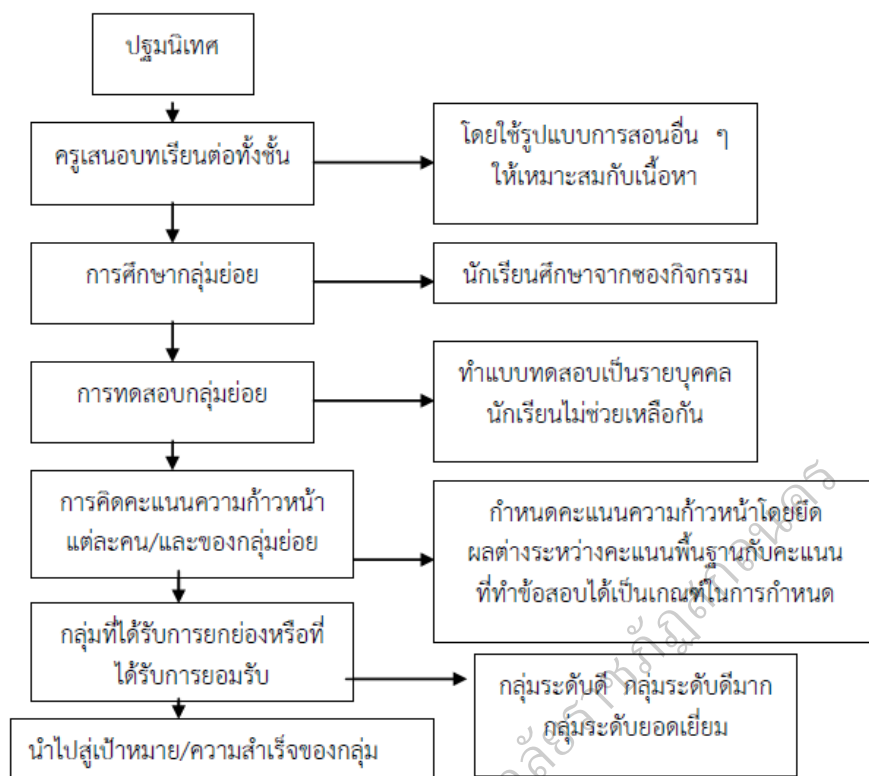 ปฐมนิเทศ
ครูเสนอบทเรียนต่อทั้งชั้น
โดยใช้รูปแบบการสอนอื่น ๆ
ให้เหมาะสมกับเนื้อหา
การศึกษากลุ่มย่อย
นักเรียนศึกษาจากซองกิจกรรม
การทดสอบกลุ่มย่อย
ทำแบบทดสอบเป็นรายบุคคล
นักเรียนไม่ช่วยเหลือกัน
การคิดคะแนนความก้าวหน้า
แต่ละคน/และของกลุ่มย่อย
กำหนดคะแนนความก้าวหน้าโดยยึด
ผลต่างระหว่างคะแนนพื้นฐานกับคะแนน
ที่ทำข้อสอบได้เป็นเกณฑ์ในการกำหนด
กลุ่มที่ได้รับการยกย่องหรือที่
ได้รับการยอมรับ
กลุ่มระดับดี กลุ่มระดับดีมาก
กลุ่มระดับยอดเยี่ยม
นำไปสู่เป้าหมาย/ความสำเร็จของกลุ่ม
ลัยราชภัฏสกลนคร